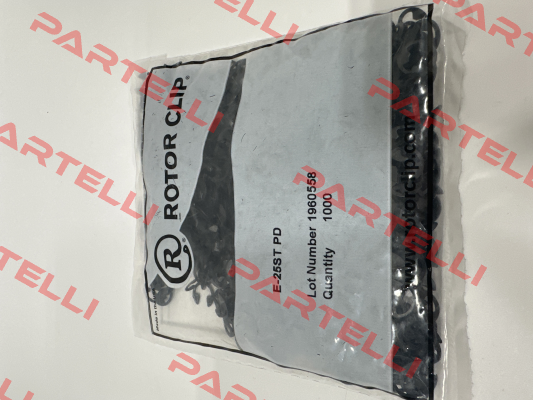 ROTOR CLIP®
E-25ST PD
Lot Number 1960558
Quantity 1000
www.rotorclip.com
PARTELLI
PARTELLI
PARTELLI
PARTELLI
PARTELLI
PARTELLI
PARTELLI